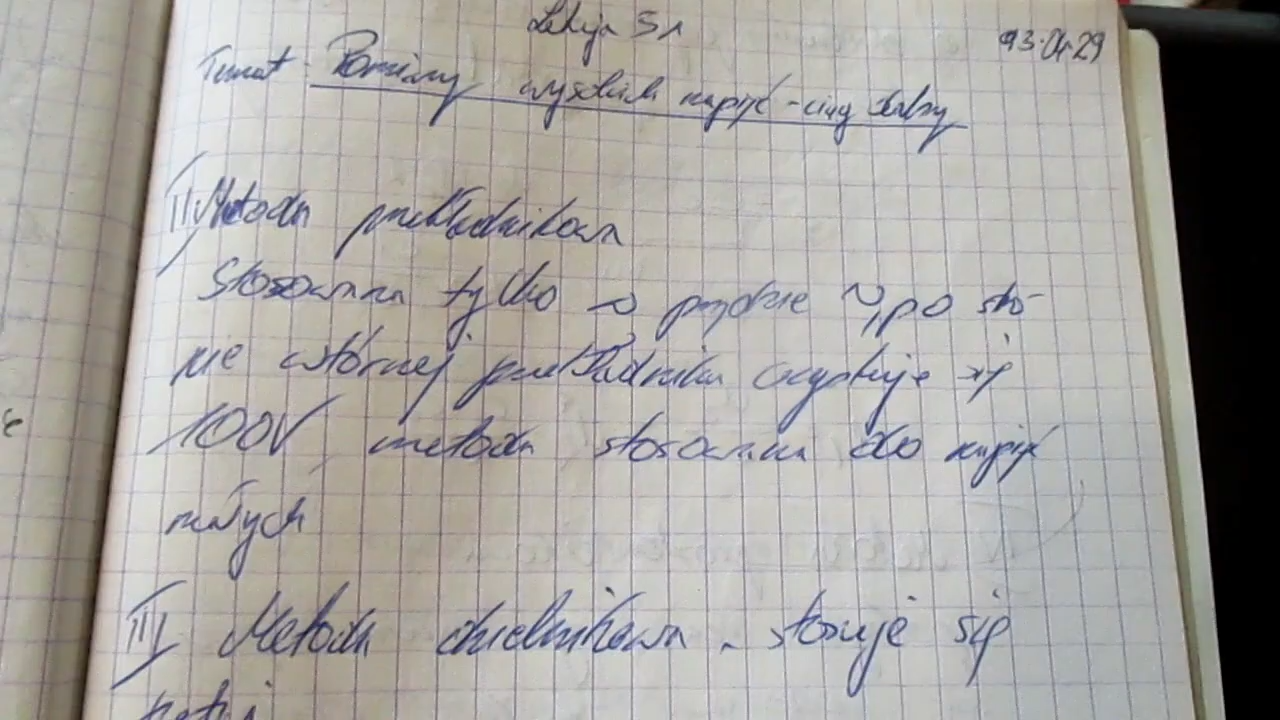 Lekcja 51
93.04.29
Temat: Pomiary wysokich napięć - ciąg dalszy
II Metoda przekładnikowa
Stosowana tylko w prądzie ~, po stro-
nie wtórnej przekładnika uzyskuje się
100V, metoda stosowana do napięć
małych
III Metoda dzielnikowa - stosuje się